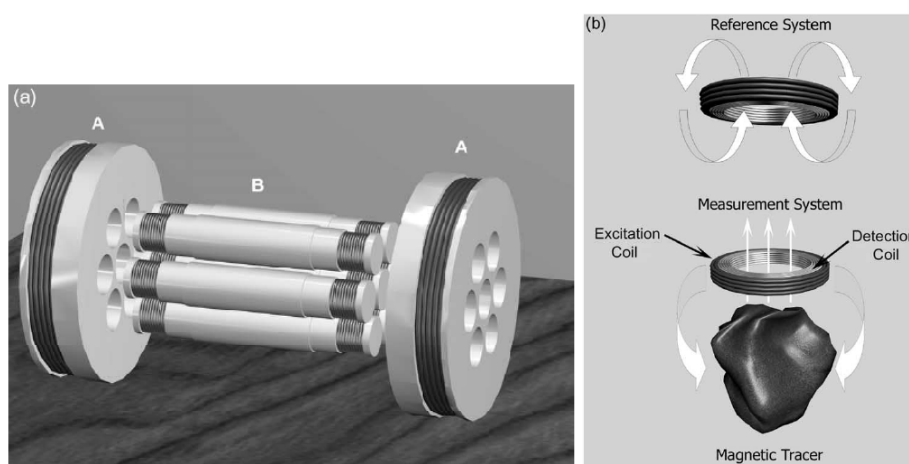 (a)
A
A
B
(b)
Reference System
Measurement System
Excitation
Coil
Detection
Coil
Magnetic Tracer